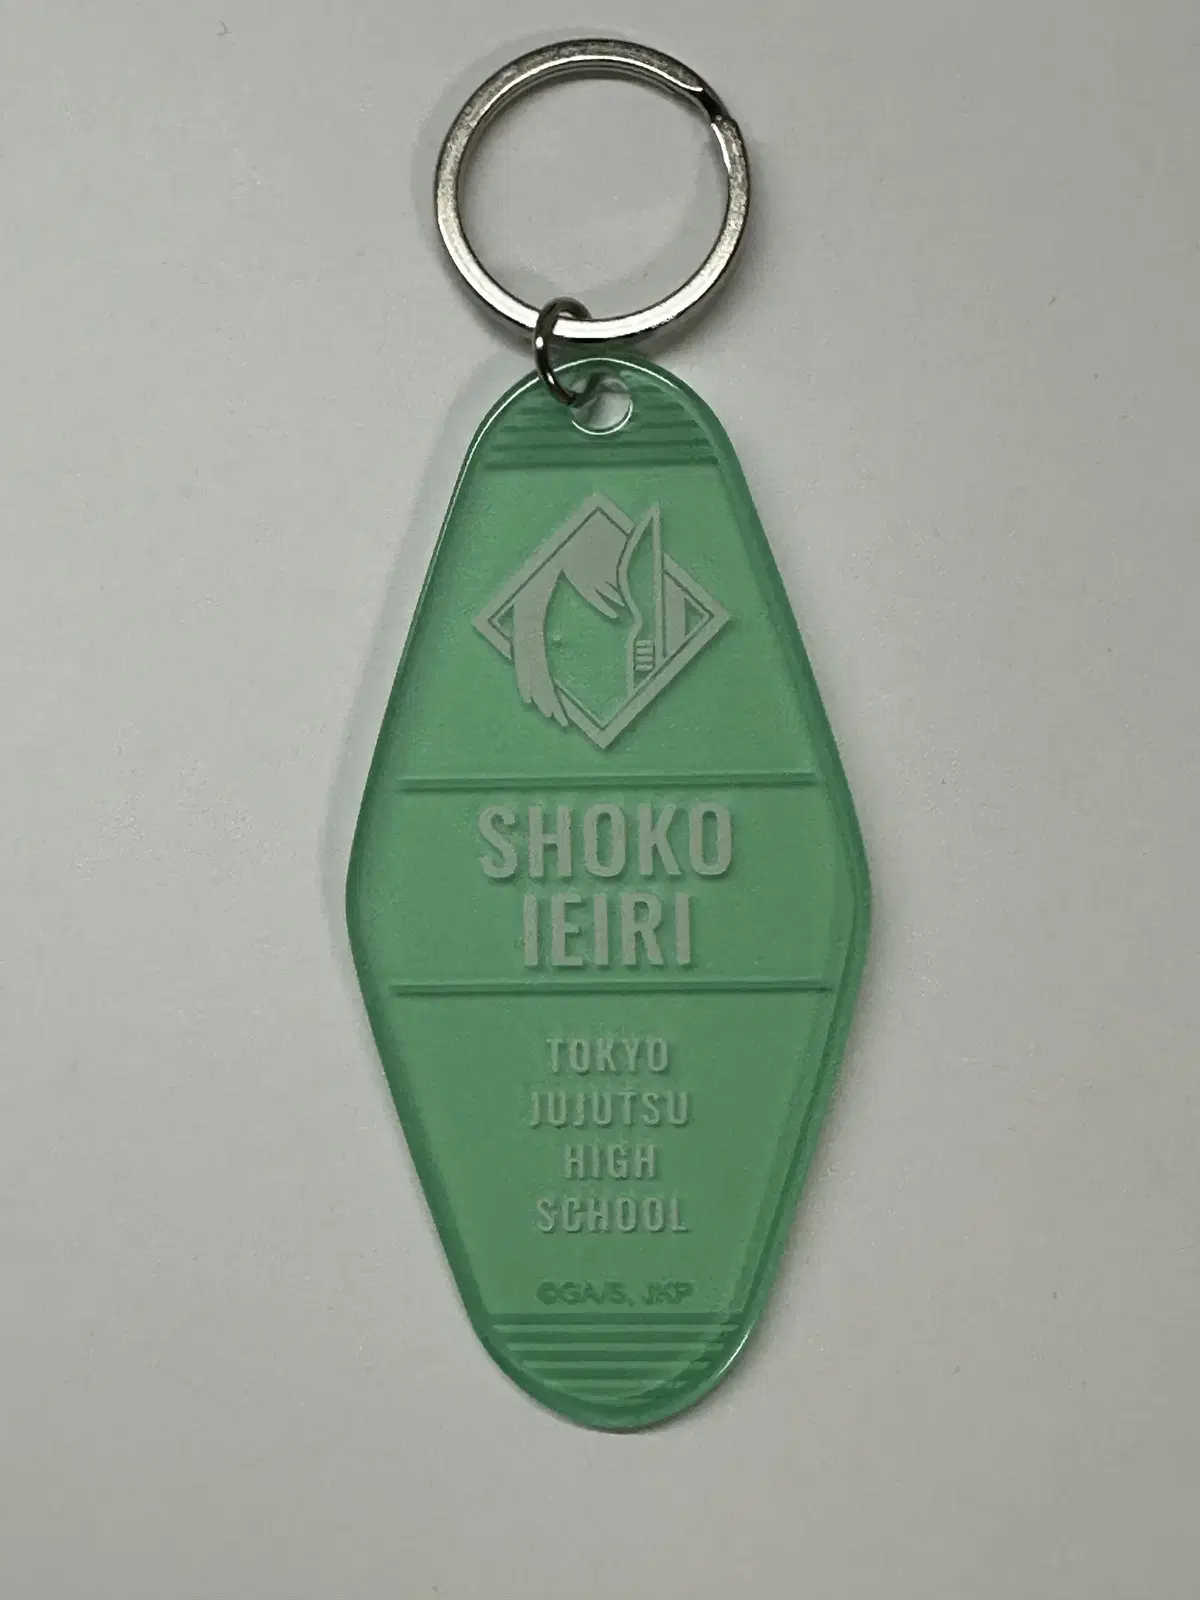 SHOKO
IEIRI
TOKYO
JUJUTSU
HIGH
SCHOOL
©GA/S, JKP